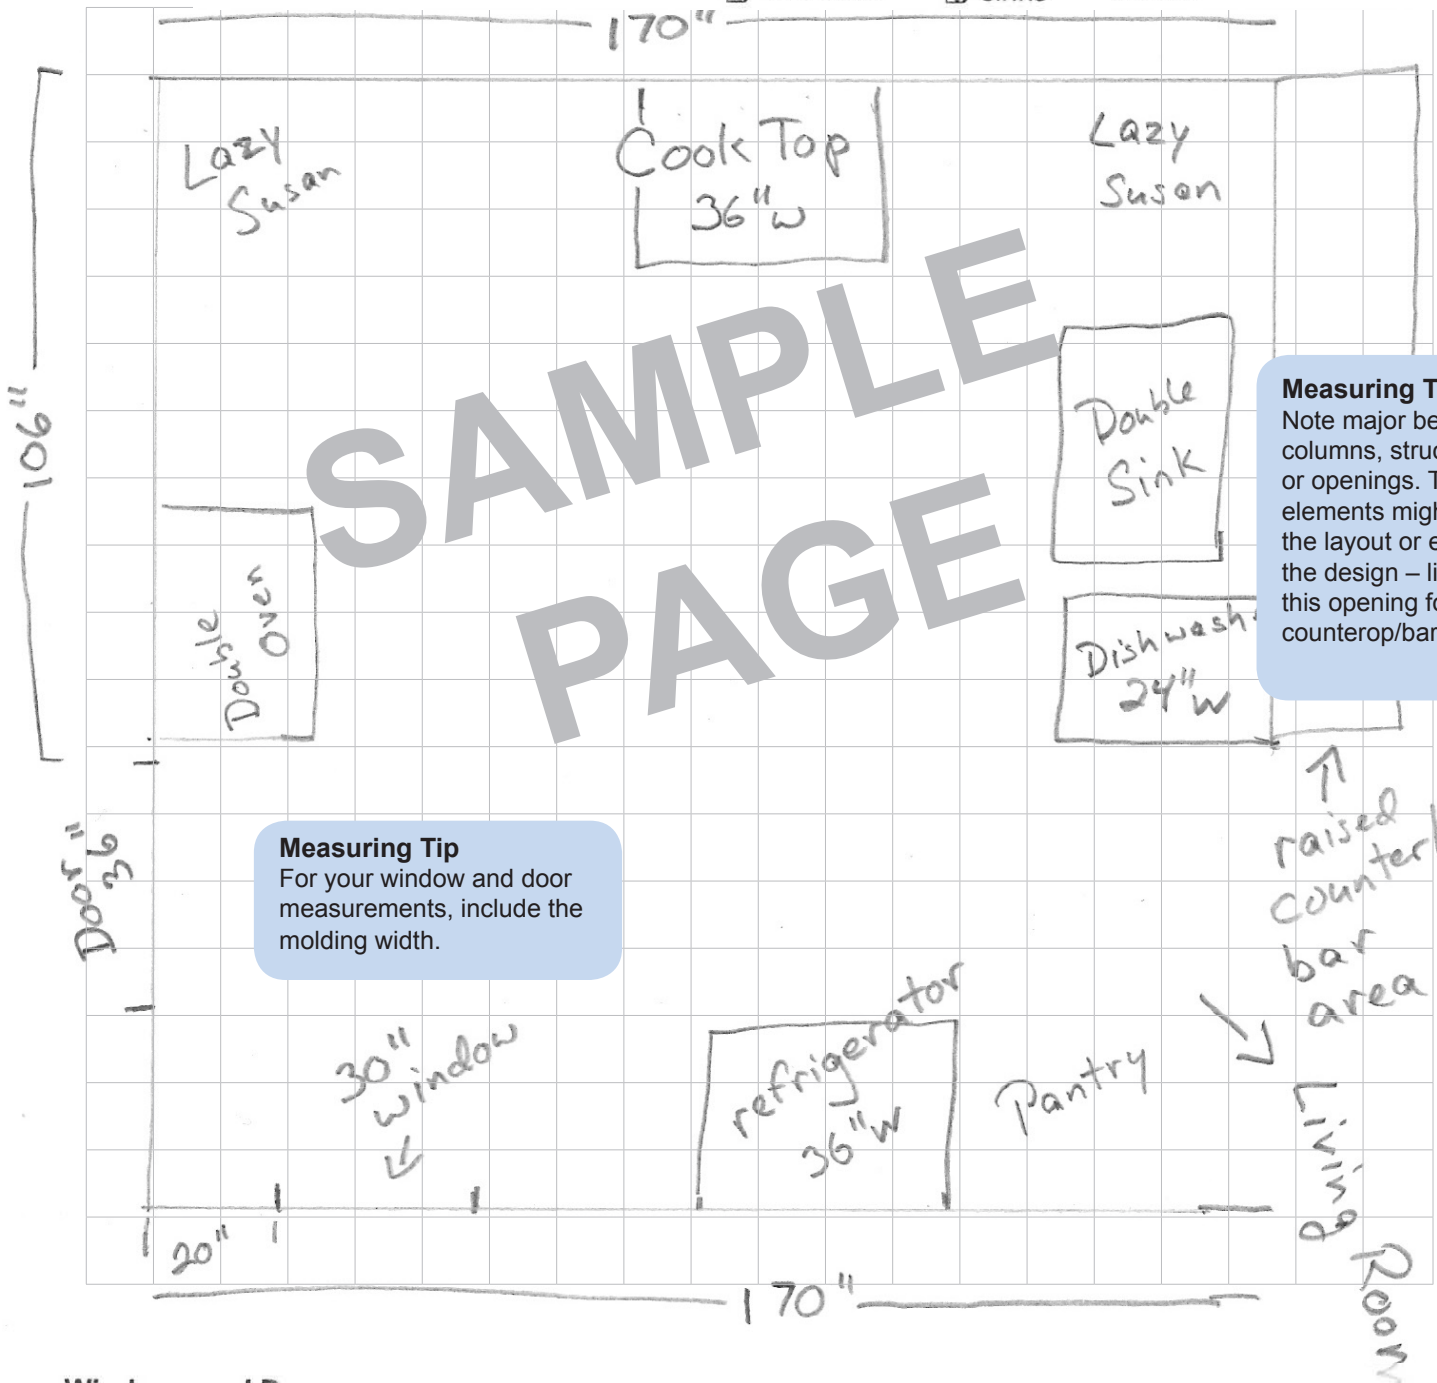 170"
Lazy
Susan
Cook Top
36"w
Lazy
Susan
106"
SAMPLE
PAGE
Double
Sink
Measuring T
Note major be
columns, struc
or openings. T
elements migh
the layout or e
the design – li
this opening fo
counterop/bar
Double
Oven
Dishwash
24"w
Door
36"
Measuring Tip
For your window and door
measurements, include the
molding width.
raised
counter
bar
area
30"
window
refrigerator
36"w
Pantry
Living
Room
20"
170"